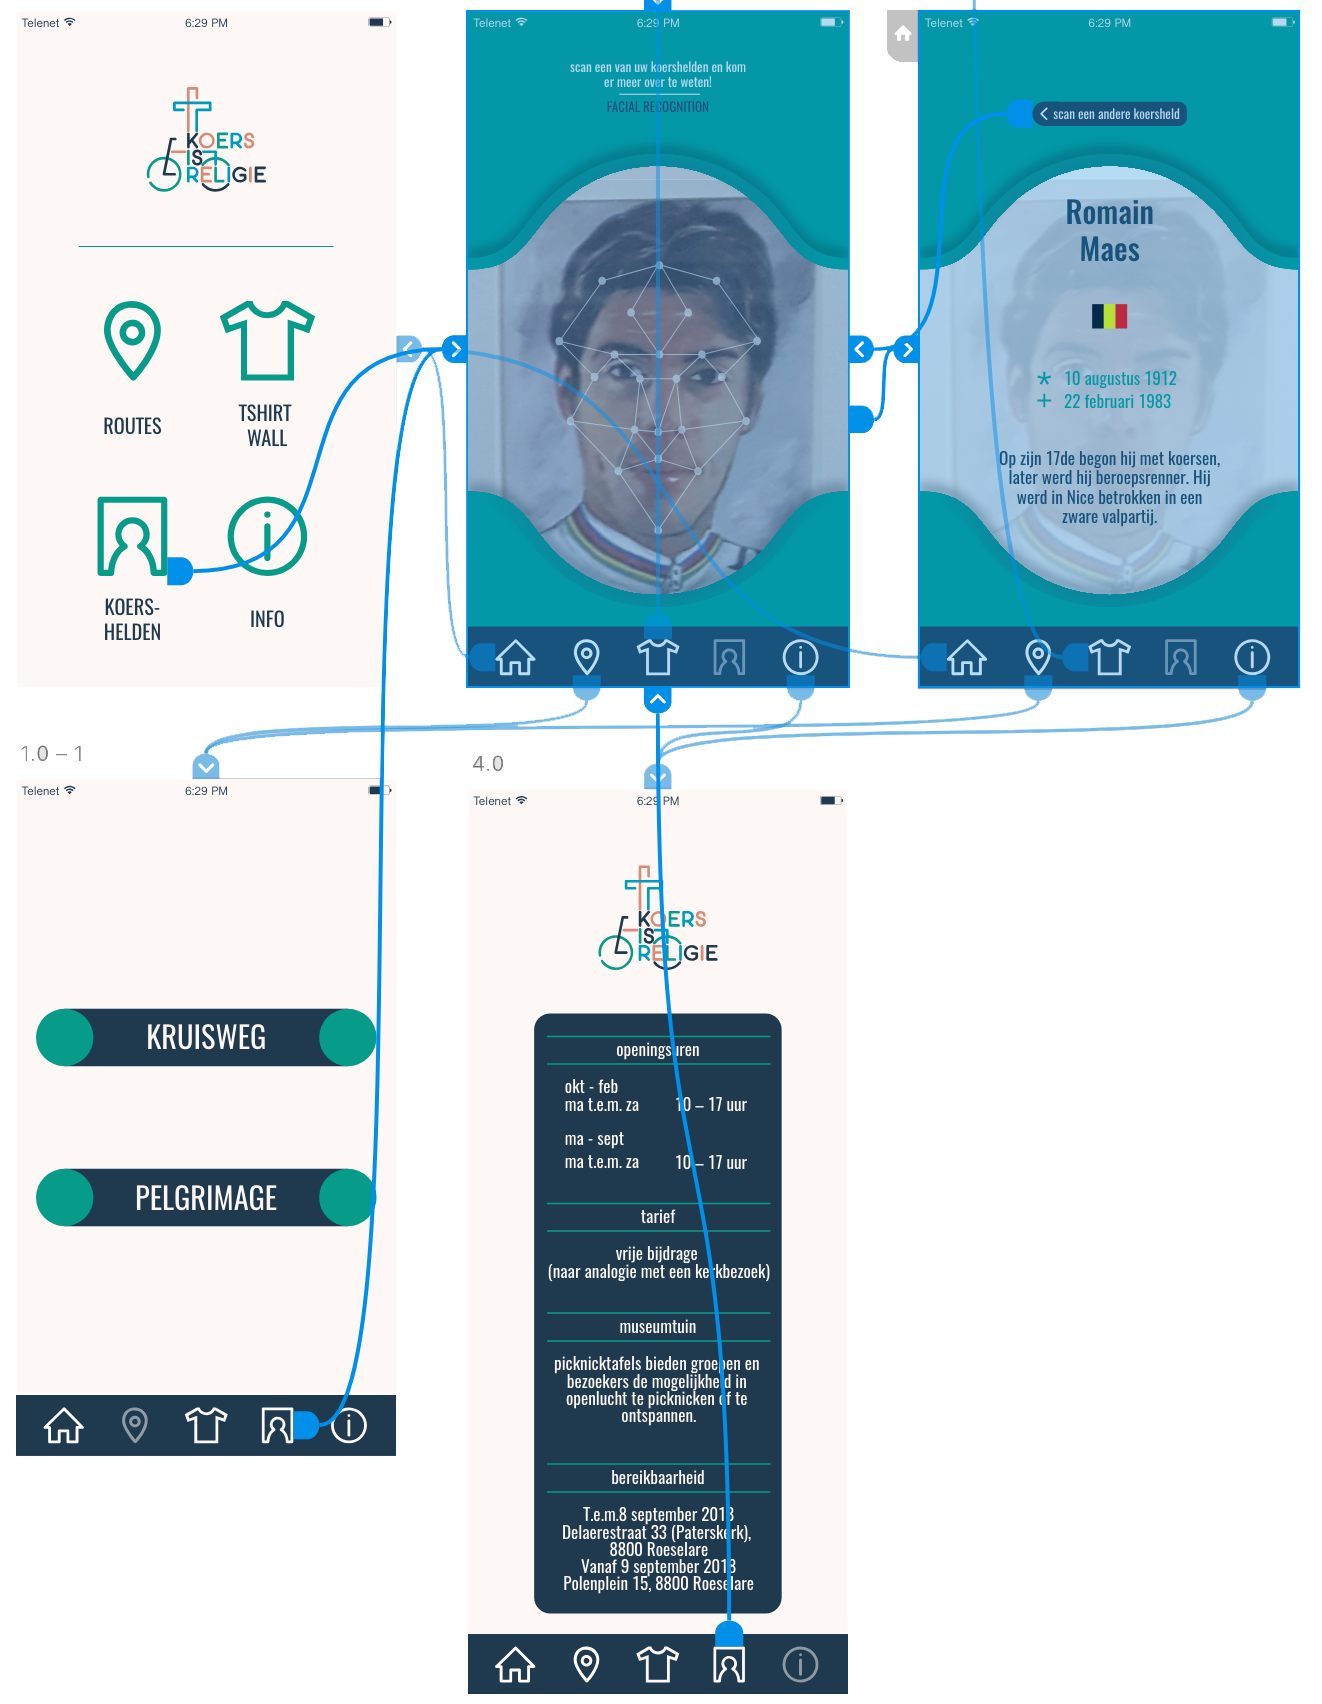 Telenet
6:29 PM
KOERS
IS
RELIGIE
ROUTES
TSHIRT
WALL
KOERS-
HELDEN
INFO
Telenet
6:29 PM
scan een van uw koershelden en kom
er meer over te weten!
FACIAL RECOGNITION
Telenet
6:29 PM
scan een andere koersheld
Romain
Maes
10 augustus 1912
22 februari 1983
Op zijn 17de begon hij met koersen,
later werd hij beroepsrenner. Hij
werd in Nice betrokken in een
zware valpartij.
1.0 – 1
Telenet
6:29 PM
KRUISWEG
PELGRIMAGE
4.0
Telenet
6:29 PM
KOERS
IS
RELIGIE
openingsuren
okt - feb
ma t.e.m. za 10 – 17 uur
ma - sept
ma t.e.m. za 10 – 17 uur
tarief
vrije bijdrage
(naar analogie met een kerkbezoek)
museumtuin
picknicktafels bieden groepen en
bezoekers de mogelijkheid in
openlucht te picknicken of te
ontspannen.
bereikbaarheid
T.e.m.8 september 2018
Delaerestraat 33 (Paterskerk),
8800 Roeselare
Vanaf 9 september 2018
Polenplein 15, 8800 Roeselare